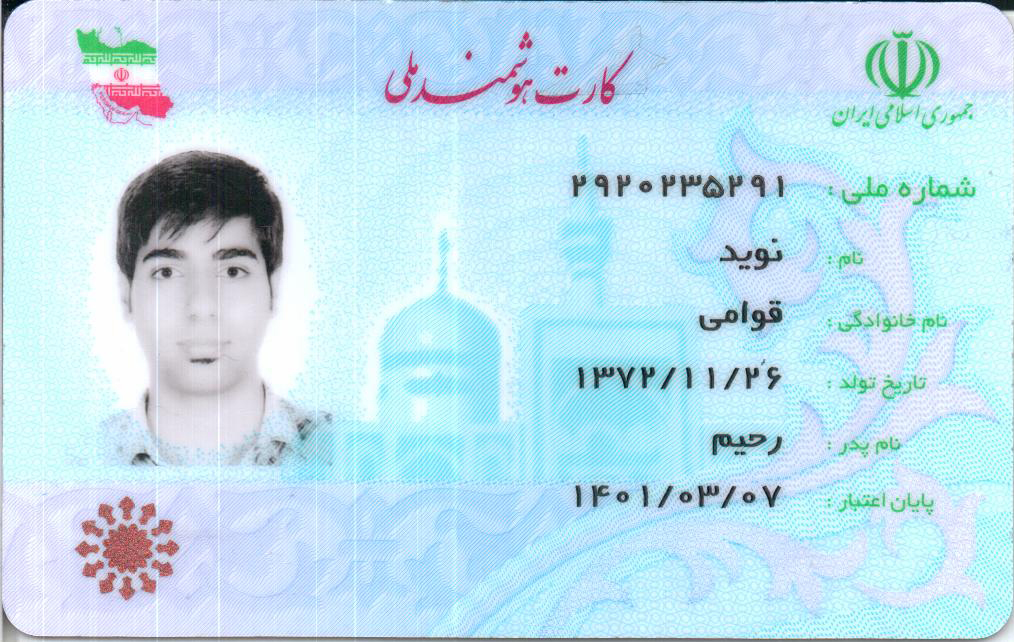 کارت هوشمند ملی
جمهوری اسلامی ایران
شماره ملی : ۲۹۲۰۲۳۵۲۹۱
نام : نوید
نام خانوادگی : قوامی
تاریخ تولد : ۱۳۷۲/۱۱/۲۶
نام پدر : رحیم
پایان اعتبار : ۱۴۰۱/۰۳/۰۷